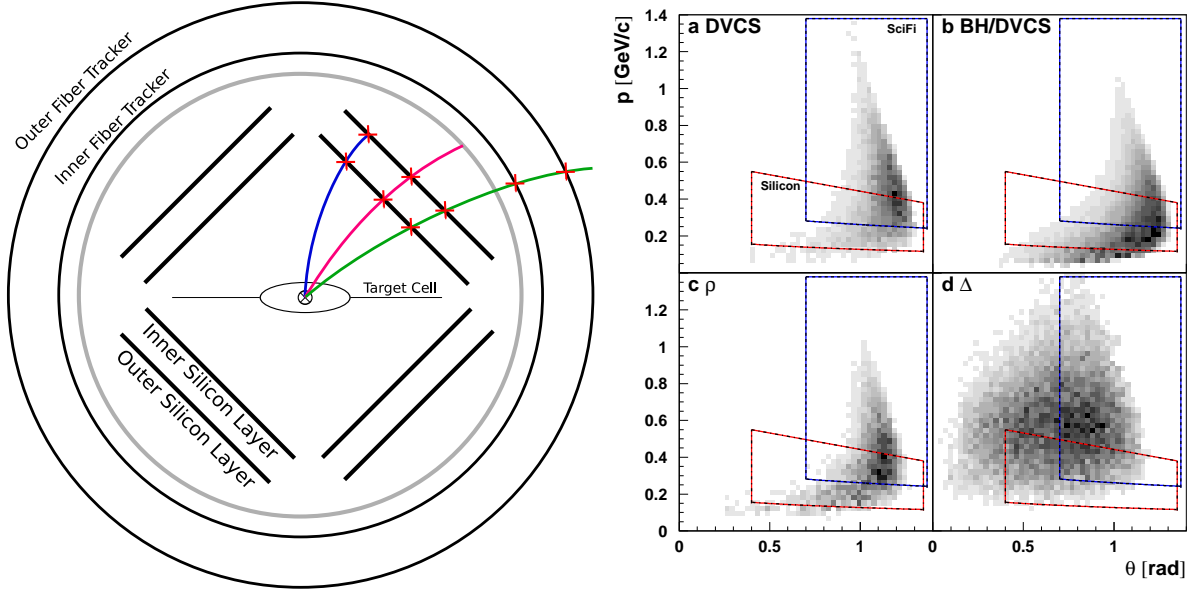 Outer Fiber Tracker
Inner Fiber Tracker
Target Cell
Inner Silicon Layer
Outer Silicon Layer
p [GeV/c]
1.4
1.2
1
0.8
0.6
0.4
0.2
a DVCS
SciFi
Silicon
b BH/DVCS
1.2
1
0.8
0.6
0.4
0.2
0
c ρ
d Δ
0
0.5
1
0
0.5
1
θ [rad]